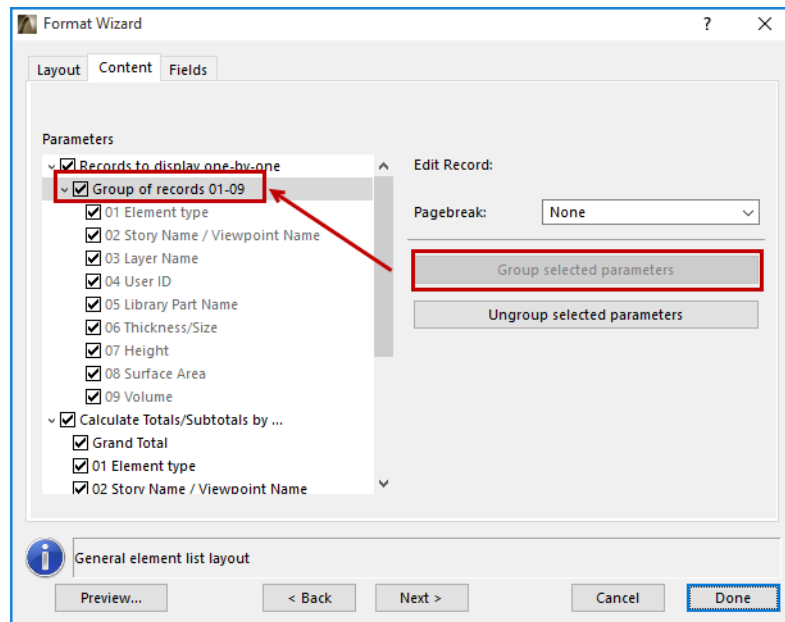 Format Wizard
Layout Content Fields
Parameters
Records to display one-by-one
Group of records 01-09
01 Element type
02 Story Name / Viewpoint Name
03 Layer Name
04 User ID
05 Library Part Name
06 Thickness/Size
07 Height
08 Surface Area
09 Volume
Calculate Totals/Subtotals by ...
Grand Total
01 Element type
02 Story Name / Viewpoint Name
Edit Record:
Pagebreak: None
Group selected parameters
Ungroup selected parameters
General element list layout
Preview... < Back Next > Cancel Done